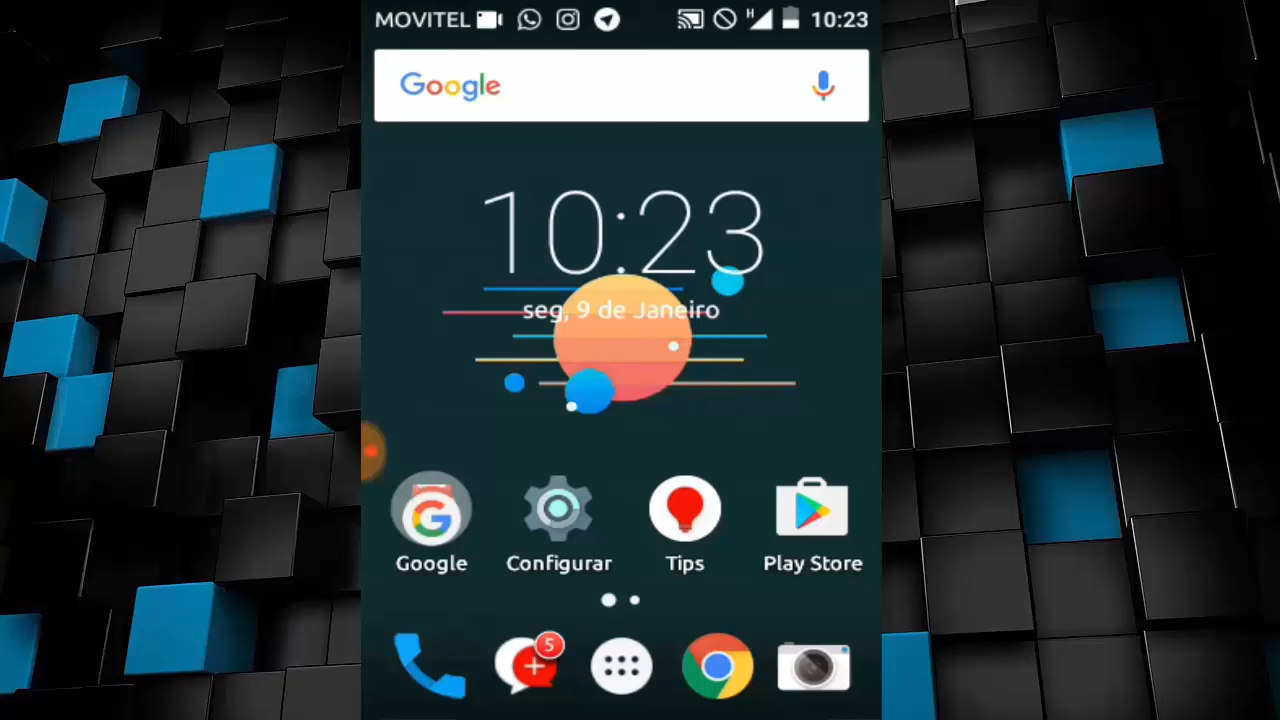 MOVITEL H 10:23
Google
10:23
seg, 9 de Janeiro
Google Configurar Tips Play Store
5